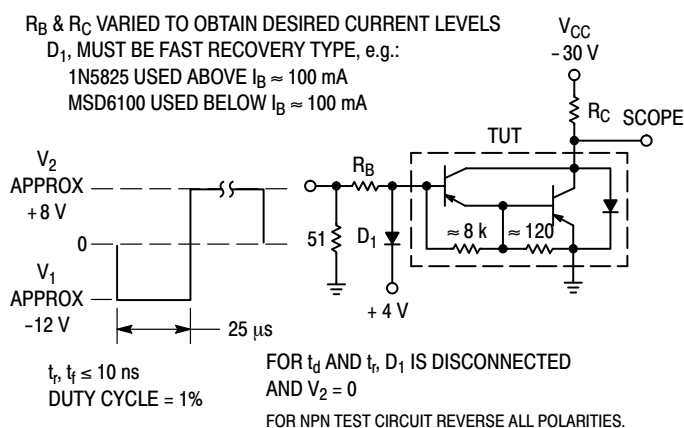 R_B & R_C VARIED TO OBTAIN DESIRED CURRENT LEVELS
D_1, MUST BE FAST RECOVERY TYPE, e.g.:
1N5825 USED ABOVE I_B ≈ 100 mA
MSD6100 USED BELOW I_B ≈ 100 mA
V_CC
-30 V
R_C
SCOPE
TUT
V_2
APPROX
+8 V
0
V_1
APPROX
-12 V
R_B
51
D_1
≈ 8 k
≈ 120
+ 4 V
25 µs
t_r, t_f ≤ 10 ns
DUTY CYCLE = 1%
FOR t_d AND t_r, D_1 IS DISCONNECTED
AND V_2 = 0
FOR NPN TEST CIRCUIT REVERSE ALL POLARITIES.